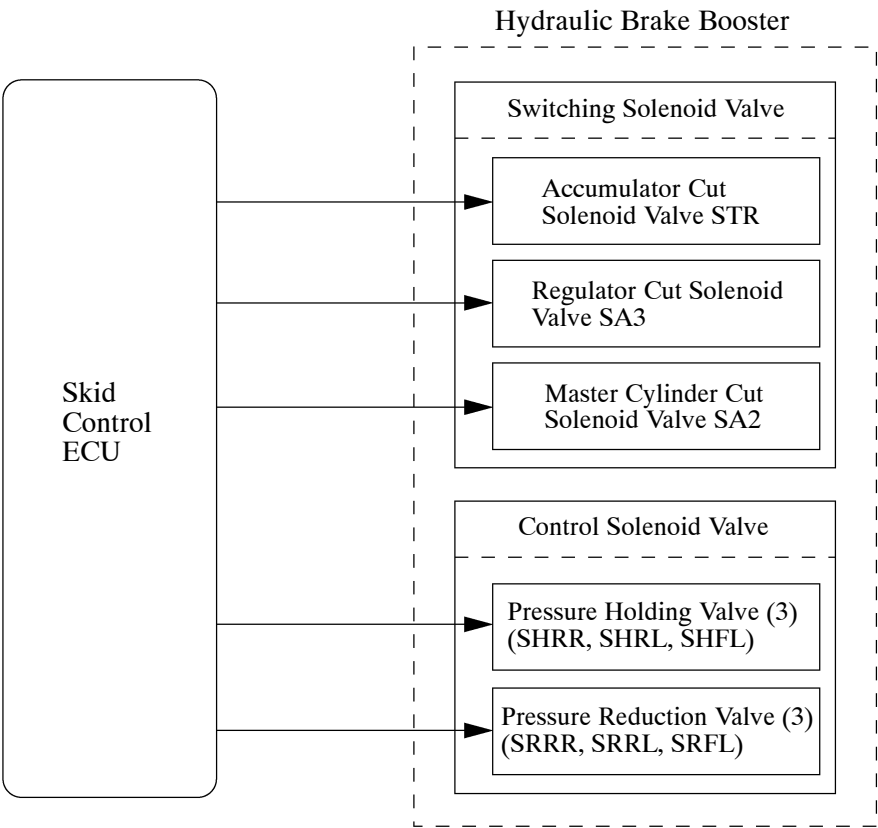 Hydraulic Brake Booster
Skid
Control
ECU
Switching Solenoid Valve
Accumulator Cut
Solenoid Valve STR
Regulator Cut Solenoid
Valve SA3
Master Cylinder Cut
Solenoid Valve SA2
Control Solenoid Valve
Pressure Holding Valve (3)
(SHRR, SHRL, SHFL)
Pressure Reduction Valve (3)
(SRRR, SRRL, SRFL)